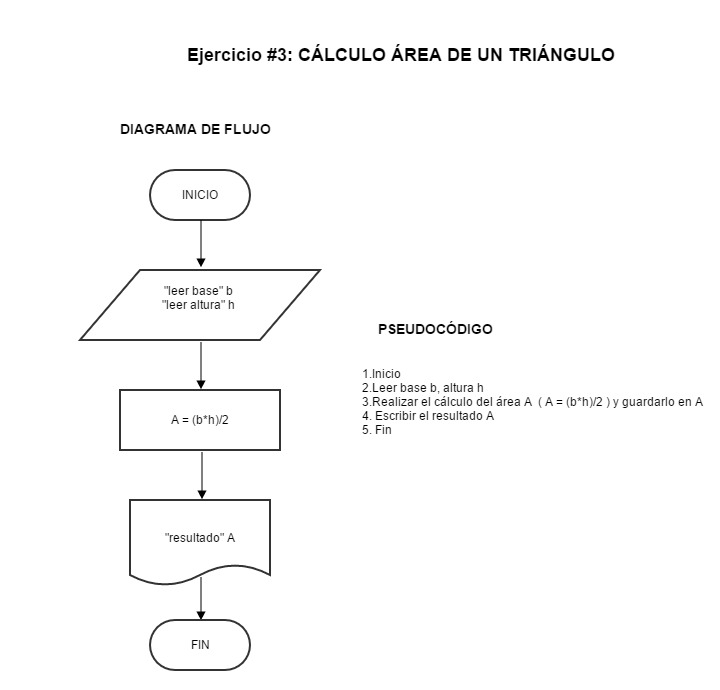 Ejercicio #3: CÁLCULO ÁREA DE UN TRIÁNGULO
DIAGRAMA DE FLUJO
INICIO
"leer base" b
"leer altura" h
A = (b*h)/2
"resultado" A
FIN
PSEUDOCÓDIGO
1.Inicio
2.Leer base b, altura h
3.Realizar el cálculo del área A ( A = (b*h)/2 ) y guardarlo en A
4. Escribir el resultado A
5. Fin